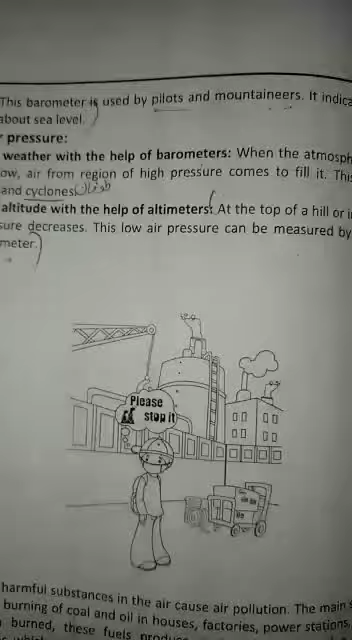 This barometer is used by pilots and mountaineers. It indica
about sea level.
r pressure:
weather with the help of barometers: When the atmosph
ow, air from region of high pressure comes to fill it. This
and cyclones طوفان
altitude with the help of altimeters: At the top of a hill or i
sure decreases. This low air pressure can be measured by
meter.
Please
stop it
harmful substances in the air cause air pollution. The main s
burning of coal and oil in houses, factories, power stations,
burned, these fuels produc